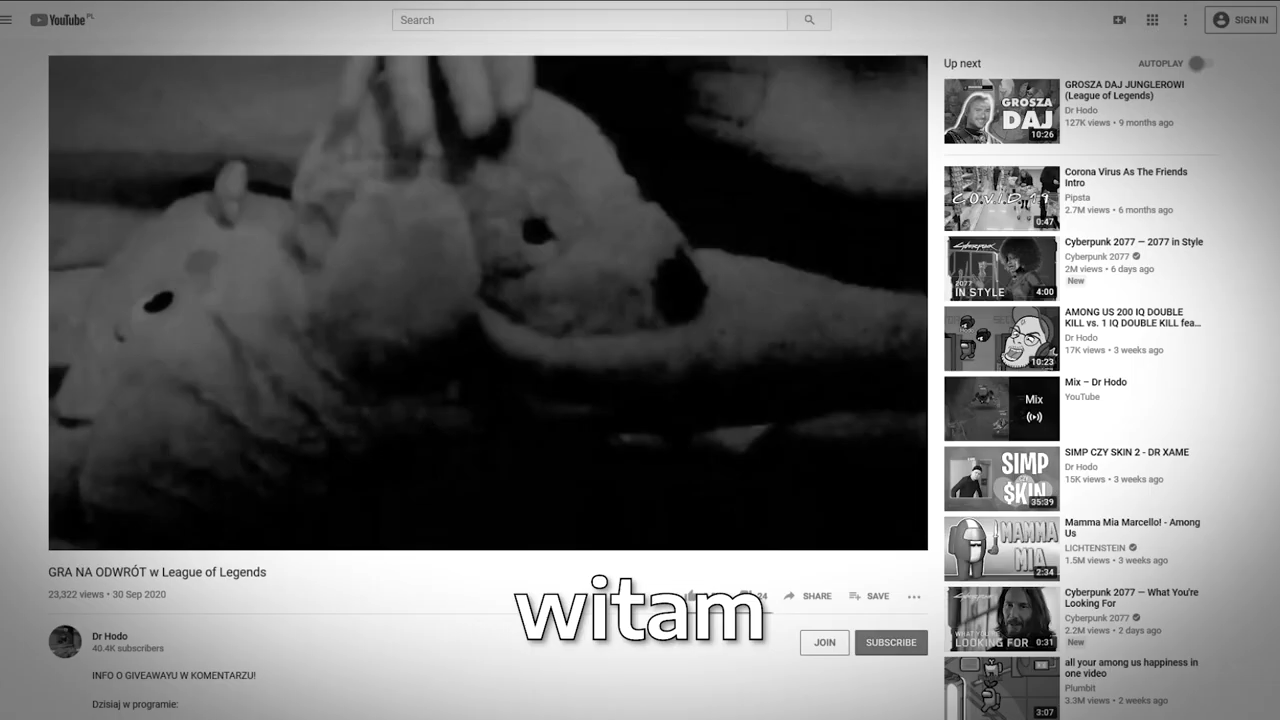 YouTube PL
Search
SIGN IN
Up next
AUTOPLAY
GROSZA DAJ JUNGLEROWI
(League of Legends)
Dr Hodo
127K views • 9 months ago
GROSZA
DAJ
10:26
Corona Virus As The Friends
Intro
Pipsta
2.7M views • 6 months ago
C.O.V.I.D 19
0:47
Cyberpunk 2077 — 2077 in Style
Cyberpunk 2077
2M views • 6 days ago
New
2077
IN STYLE
4:00
AMONG US 200 IQ DOUBLE
KILL vs. 1 IQ DOUBLE KILL fea...
Dr Hodo
17K views • 3 weeks ago
10:23
Mix – Dr Hodo
YouTube
Mix
SIMP CZY SKIN 2 - DR XAME
Dr Hodo
15K views • 3 weeks ago
SIMP
$KIN
35:39
Mamma Mia Marcello! - Among
Us
LICHTENSTEIN
1.5M views • 3 weeks ago
MAMMA
MIA
2:34
Cyberpunk 2077 — What You're
Looking For
Cyberpunk 2077
2.2M views • 2 days ago
New
WHAT YOU'RE
LOOKING FOR
0:31
all your among us happiness in
one video
Plumbit
3.3M views • 2 weeks ago
3:07
GRA NA ODWRÓT w League of Legends
23,322 views • 30 Sep 2020
24
SHARE
SAVE
witam
Dr Hodo
40.4K subscribers
JOIN
SUBSCRIBE
INFO O GIVEAWAYU W KOMENTARZU!
Dzisiaj w programie: